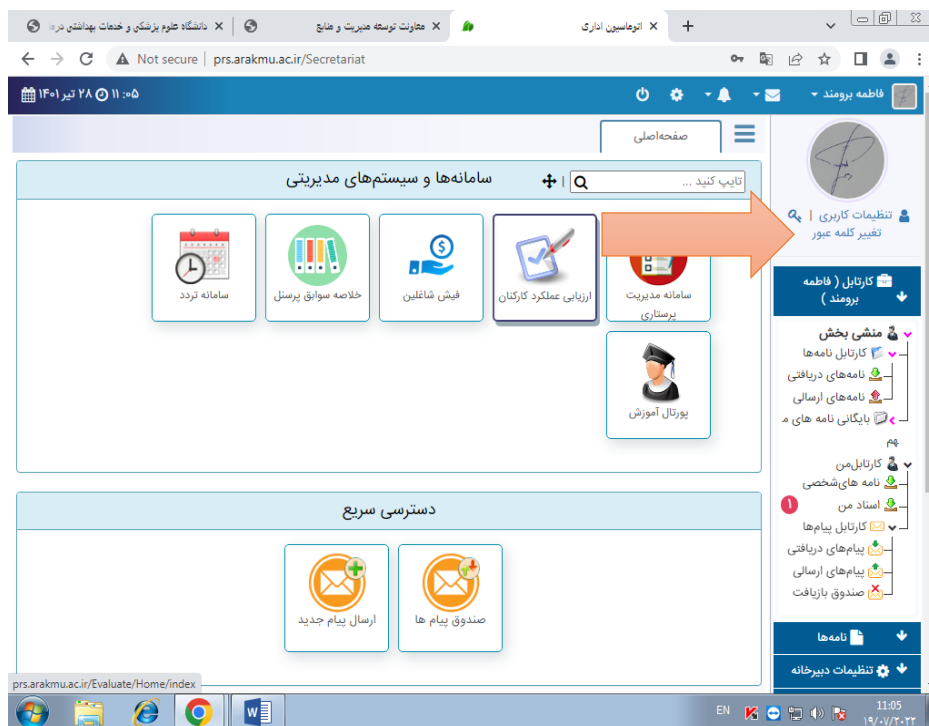 دانشگاه علوم پزشکی و خدمات بهداشتی در
معاونت توسعه مدیریت و منابع
اتوماسیون اداری
Not secure | prs.arakmu.ac.ir/Secretariat
فاطمه برومند
۱۱:۰۵ ۲۸ تیر ۱۴۰۱
صفحه‌اصلی
تنظیمات کاربری |
تغییر کلمه عبور
سامانه‌ها و سیستم‌های مدیریتی
تایپ کنید ...
سامانه مدیریت پرستاری
ارزیابی عملکرد کارکنان
فیش شاغلین
خلاصه سوابق پرسنل
سامانه تردد
پورتال آموزش
کارتابل ( فاطمه
برومند )
منشی بخش
کارتابل نامه‌ها
نامه‌های دریافتی
نامه‌های ارسالی
بایگانی نامه های م
هم
کارتابل‌من
نامه های‌شخصی
اسناد من ۱
کارتابل پیام‌ها
پیام‌های دریافتی
پیام‌های ارسالی
صندوق بازیافت
نامه‌ها
تنظیمات دبیرخانه
دسترسی سریع
صندوق پیام ها
ارسال پیام جدید
prs.arakmu.ac.ir/Evaluate/Home/index
EN
11:05
۱۹/۰۷/۲۰۲۲